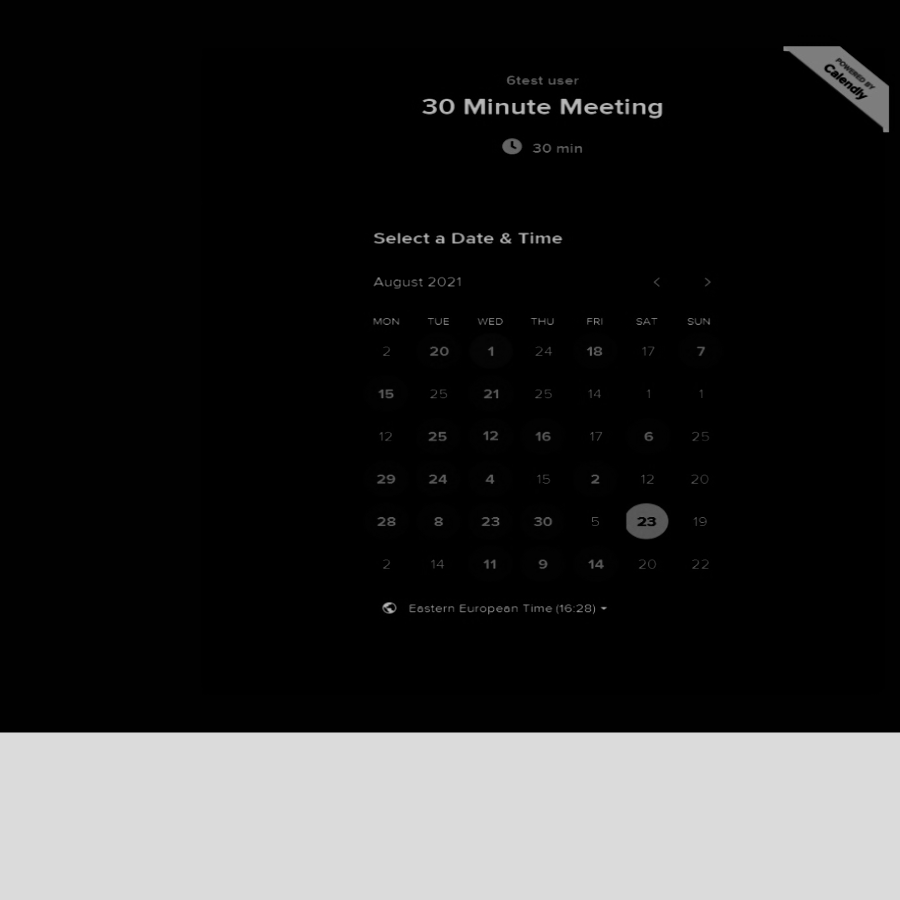 POWERED BY
Calendly
6test user
30 Minute Meeting
30 min
Select a Date & Time
August 2021
MON TUE WED THU FRI SAT SUN
2 20 1 24 18 17 7
15 25 21 25 14 1 1
12 25 12 16 17 6 25
29 24 4 15 2 12 20
28 8 23 30 5 23 19
2 14 11 9 14 20 22
Eastern European Time (16:28)